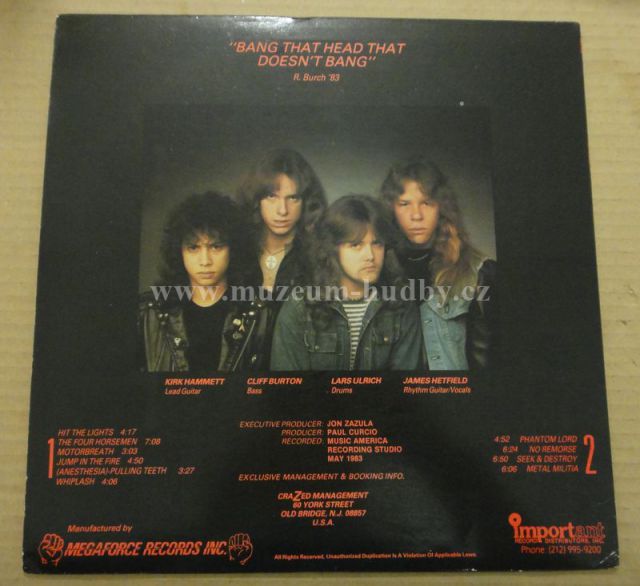 "BANG THAT HEAD THAT
DOESN'T BANG"
R. Burch '83
www.muzeum-hudby.cz
KIRK HAMMETT
Lead Guitar
CLIFF BURTON
Bass
LARS ULRICH
Drums
JAMES HETFIELD
Rhythm Guitar/Vocals
1
HIT THE LIGHTS 4:17
THE FOUR HORSEMEN 7:08
MOTORBREATH 3:03
JUMP IN THE FIRE 4:50
(ANESTHESIA)-PULLING TEETH 3:27
WHIPLASH 4:06
EXECUTIVE PRODUCER: JON ZAZULA
PRODUCER: PAUL CURCIO
RECORDED: MUSIC AMERICA
RECORDING STUDIO
MAY 1983
EXCLUSIVE MANAGEMENT & BOOKING INFO.
CRAZED MANAGEMENT
60 YORK STREET
OLD BRIDGE, N.J. 08857
U.S.A.
4:52 PHANTOM LORD
6:24 NO REMORSE
6:50 SEEK & DESTROY
6:06 METAL MILITIA
2
Manufactured by
MEGAFORCE RECORDS INC.
All Rights Reserved, Unauthorized Duplication Is A Violation Of Applicable Laws.
important
RECORD DISTRIBUTORS, INC.
Phone: (212) 995-9200